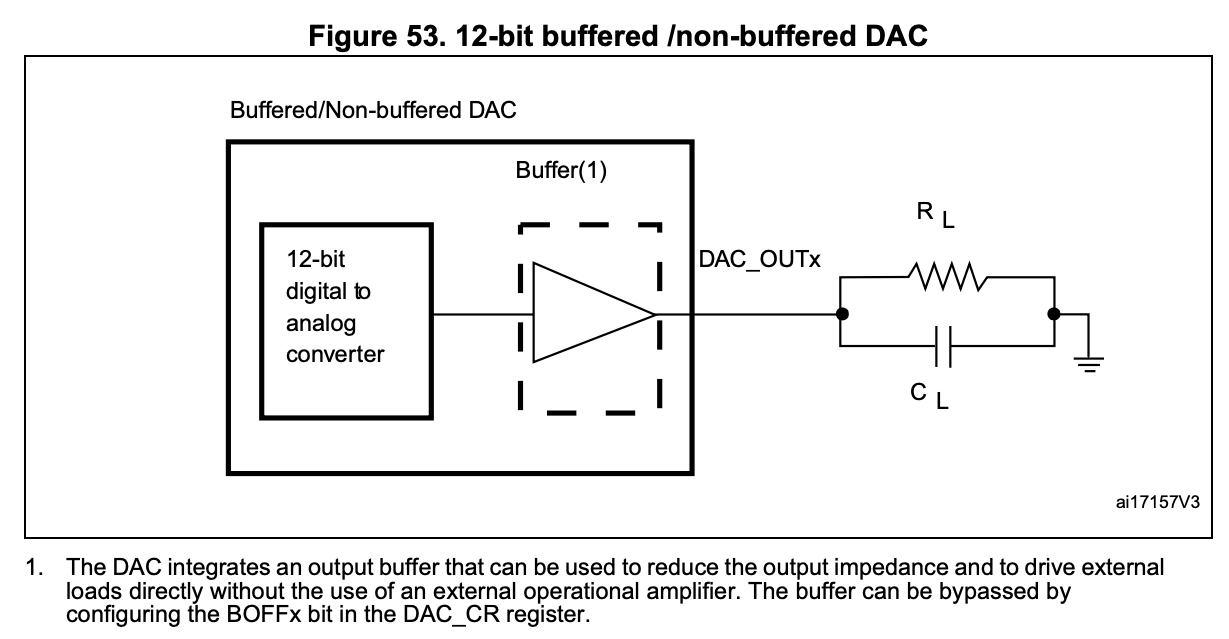 Figure 53. 12-bit buffered /non-buffered DAC
Buffered/Non-buffered DAC
Buffer(1)
12-bit
digital to
analog
converter
DAC_OUTx
R L
C L
ai17157V3
1. The DAC integrates an output buffer that can be used to reduce the output impedance and to drive external
loads directly without the use of an external operational amplifier. The buffer can be bypassed by
configuring the BOFFx bit in the DAC_CR register.